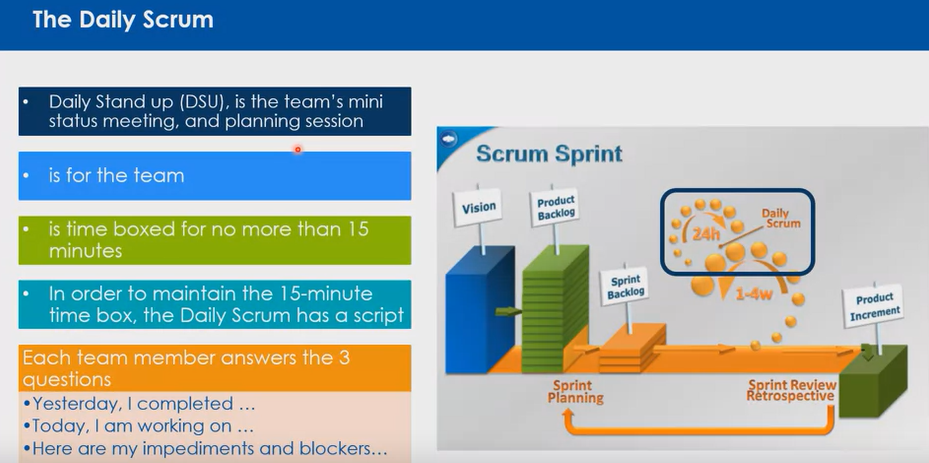 The Daily Scrum
• Daily Stand up (DSU), is the team's mini
status meeting, and planning session
• is for the team
• is time boxed for no more than 15
minutes
• In order to maintain the 15-minute
time box, the Daily Scrum has a script
Each team member answers the 3
questions
•Yesterday, I completed …
•Today, I am working on …
•Here are my impediments and blockers…
Scrum Sprint
Vision
Product
Backlog
Sprint
Backlog
24h
Daily
Scrum
1-4w
Product
Increment
Sprint
Planning
Sprint Review
Retrospective